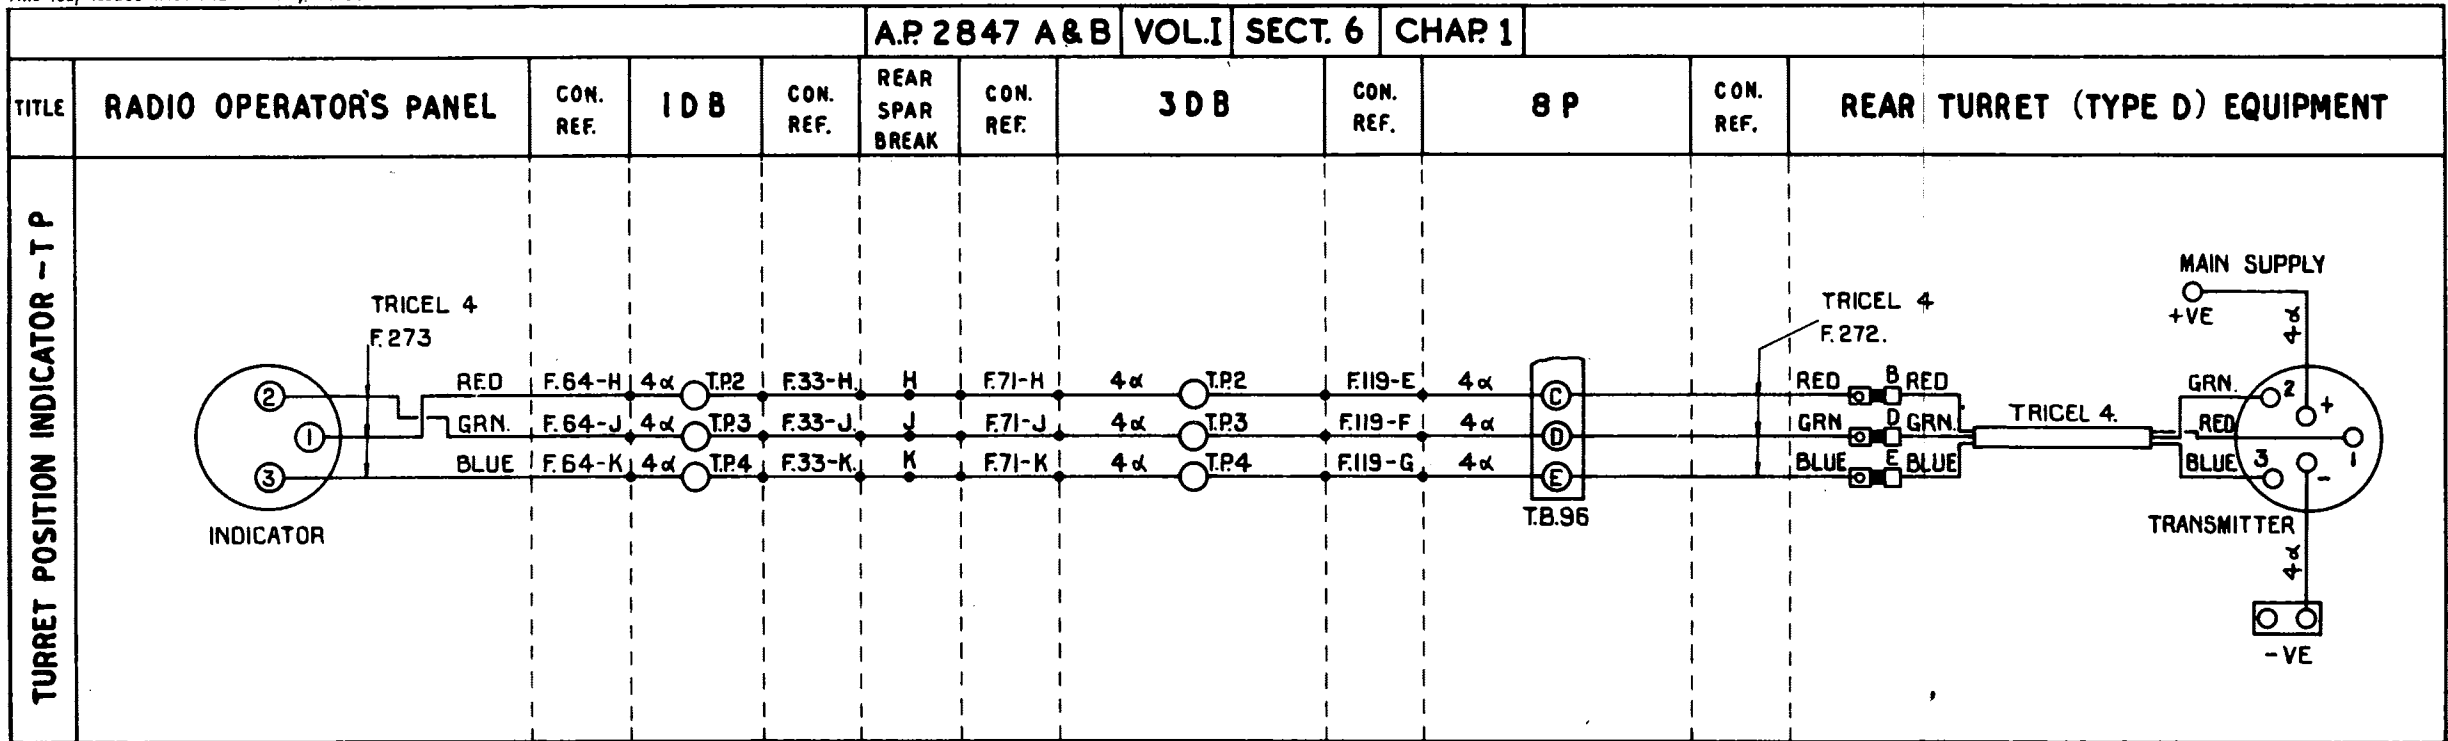 A.P. 2847 A & B VOL.I SECT. 6 CHAP. 1
TITLE RADIO OPERATOR'S PANEL CON. REF. 1 D B CON. REF. REAR SPAR BREAK CON. REF. 3 D B CON. REF. 8 P CON. REF. REAR TURRET (TYPE D) EQUIPMENT
TURRET POSITION INDICATOR - T P
TRICEL 4
F.273
2
1
3
INDICATOR
RED F.64-H 4α T.P.2 F.33-H. H F.71-H 4α T.P.2 F.119-E 4α C
GRN. F.64-J 4α T.P.3 F.33-J. J F.71-J 4α T.P.3 F.119-F 4α D
BLUE F.64-K 4α T.P.4 F.33-K. K F.71-K 4α T.P.4 F.119-G 4α E
T.B.96
TRICEL 4
F.272.
RED B RED
GRN D GRN.
BLUE E BLUE
TRICEL 4.
MAIN SUPPLY
+VE
4α
GRN. 2 +
RED 1
BLUE 3 -
TRANSMITTER
4α
-VE